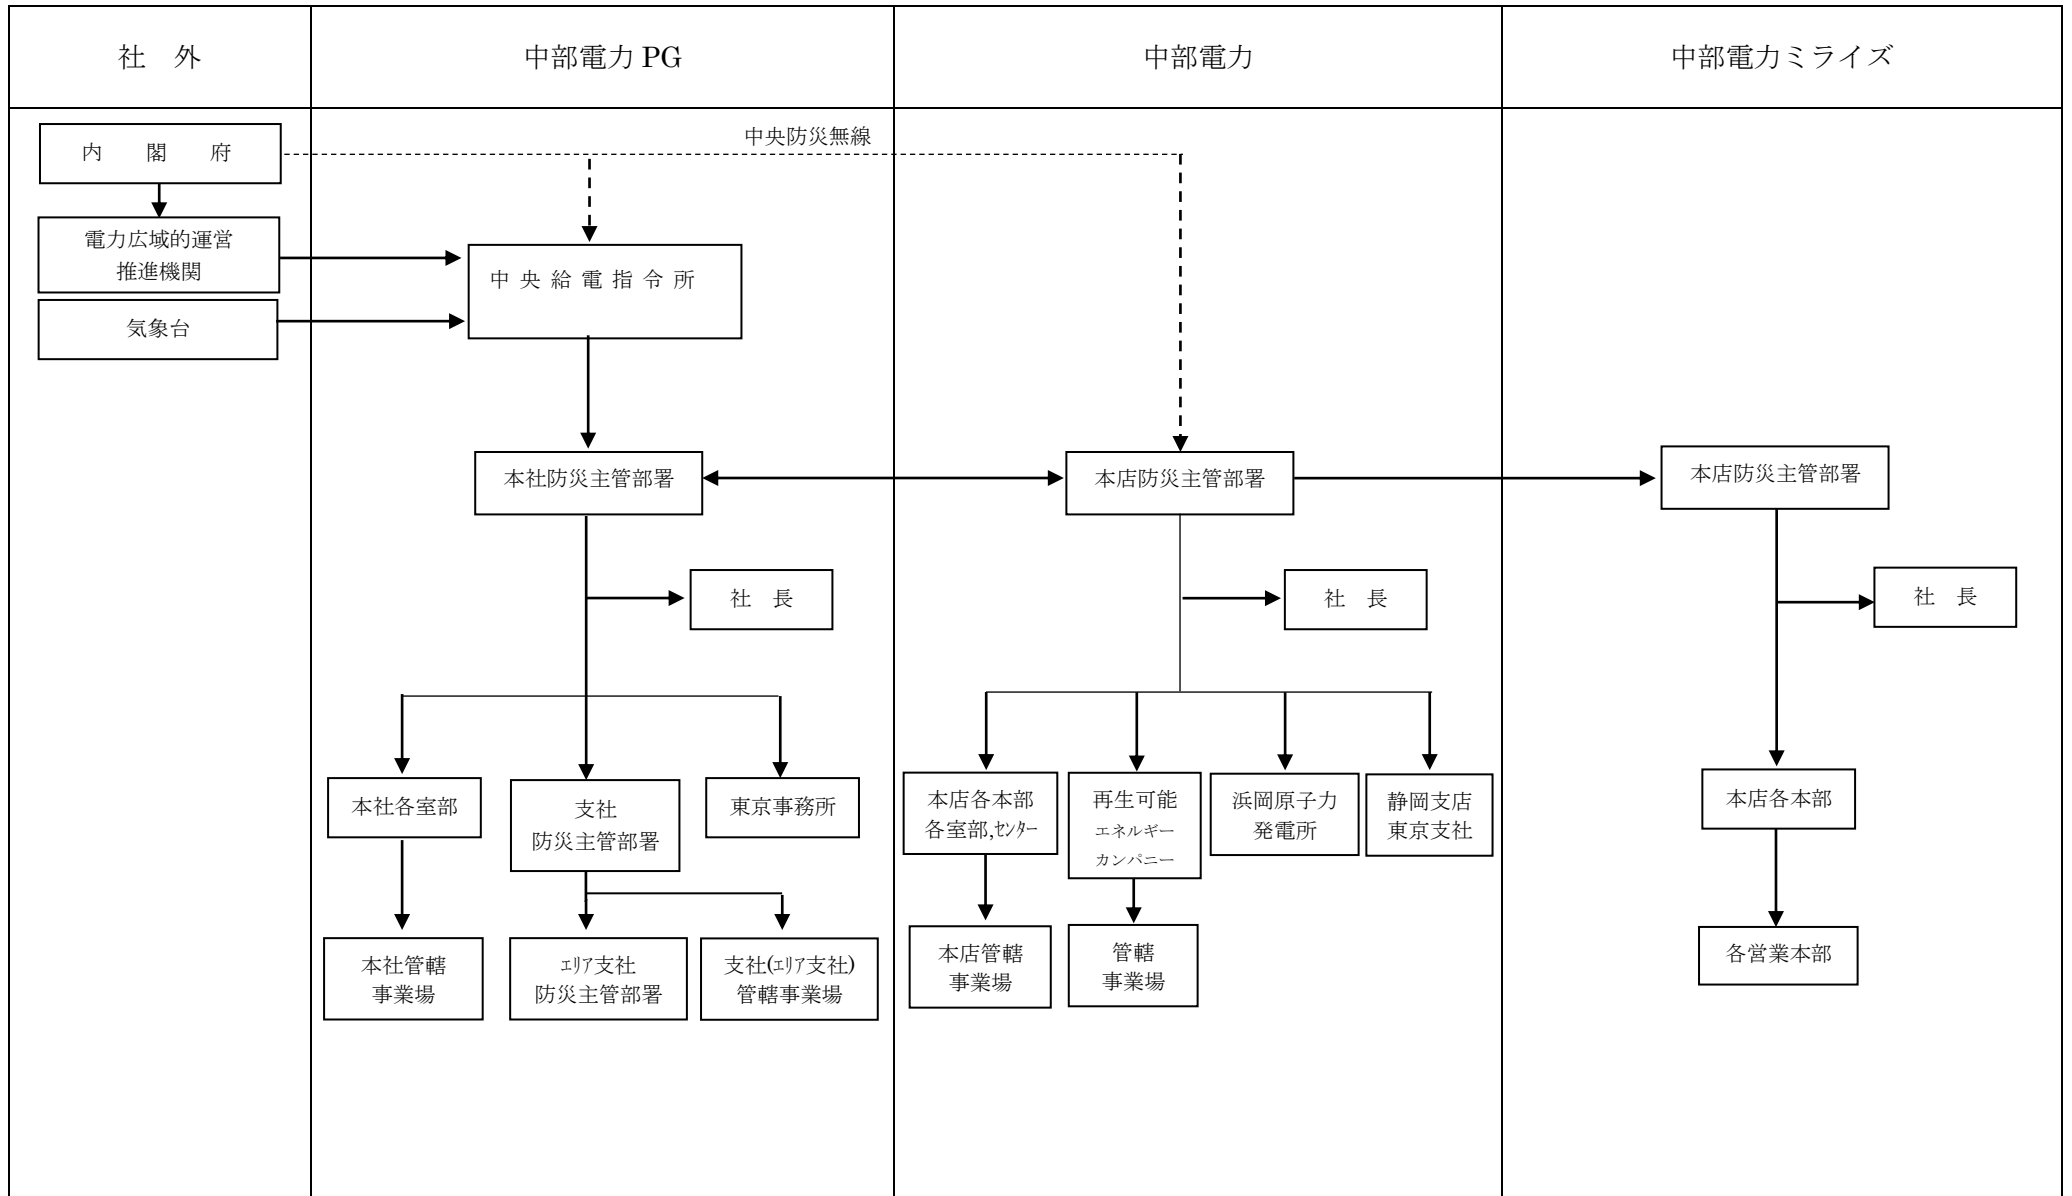 社　外
中部電力 PG
中部電力
中部電力ミライズ
内　閣　府
中央防災無線
電力広域的運営
推進機関
気象台
中央給電指令所
本社防災主管部署
本店防災主管部署
本店防災主管部署
社　長
社　長
社　長
本社各室部
支社
防災主管部署
東京事務所
本店各本部
各室部,ｾﾝﾀｰ
再生可能
エネルギー
カンパニー
浜岡原子力
発電所
静岡支店
東京支社
本店各本部
本社管轄
事業場
ｴﾘｱ支社
防災主管部署
支社(ｴﾘｱ支社)
管轄事業場
本店管轄
事業場
管轄
事業場
各営業本部